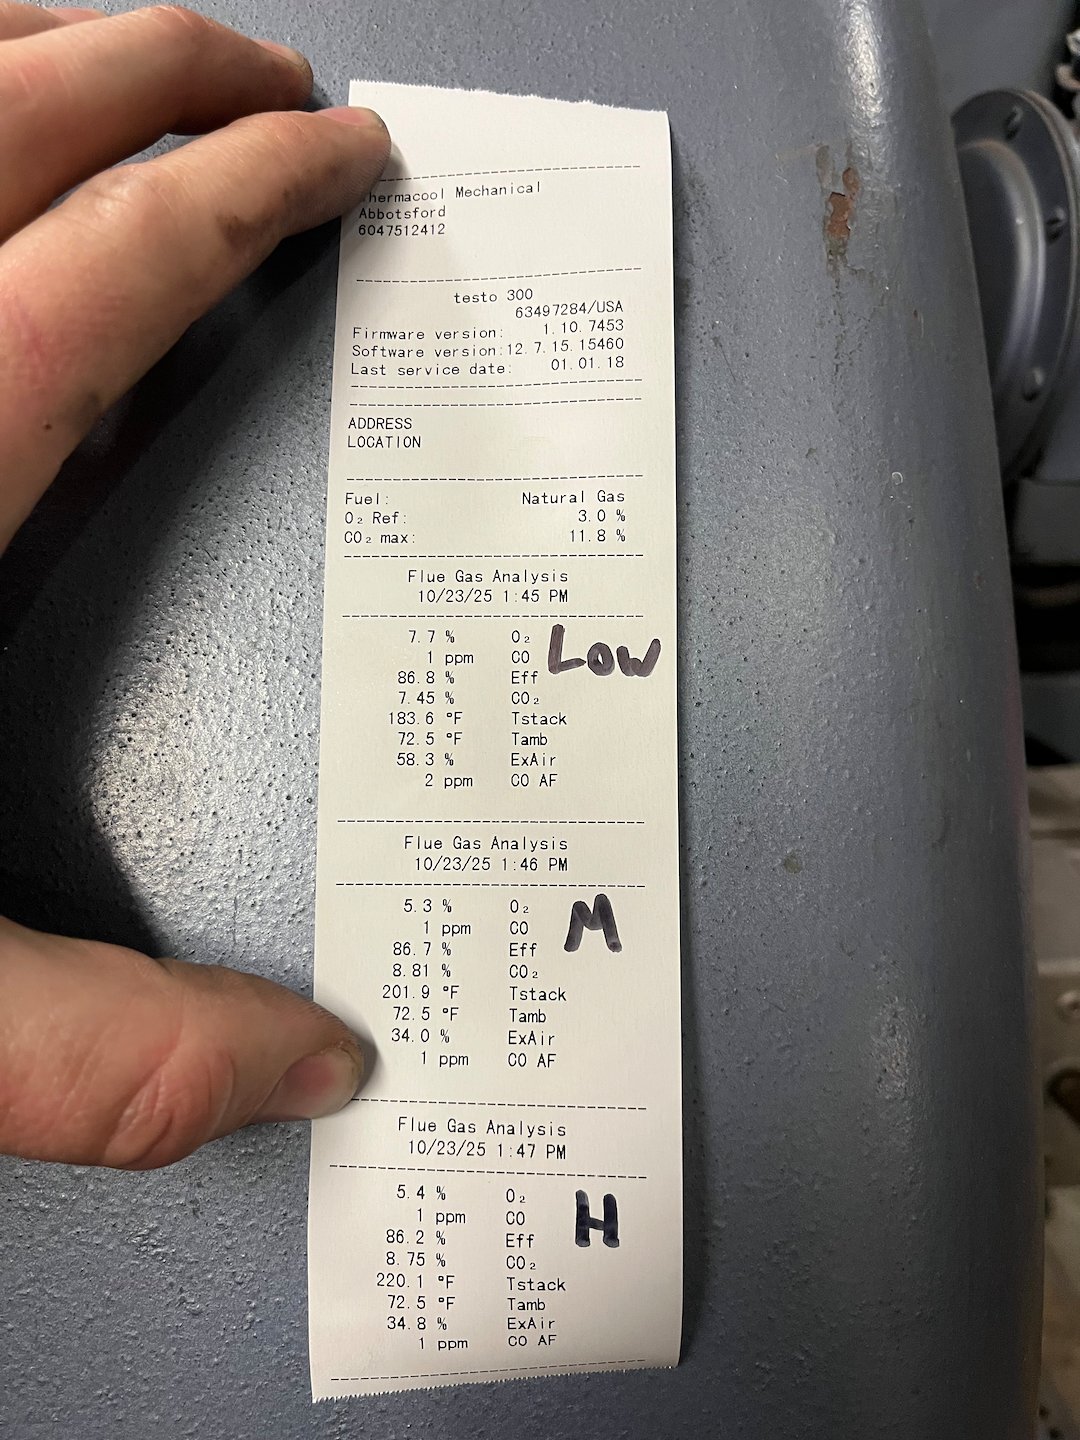 hermacool Mechanical
Abbotsford
6047512412
testo 300
63497284/USA
Firmware version: 1.10.7453
Software version:12.7.15.15460
Last service date: 01.01.18
ADDRESS
LOCATION
Fuel: Natural Gas
O₂ Ref: 3.0 %
CO₂ max: 11.8 %
Flue Gas Analysis
10/23/25 1:45 PM
7.7 % O₂
Low
1 ppm CO
86.8 % Eff
7.45 % CO₂
183.6 °F Tstack
72.5 °F Tamb
58.3 % ExAir
2 ppm CO AF
Flue Gas Analysis
10/23/25 1:46 PM
5.3 % O₂
M
1 ppm CO
86.7 % Eff
8.81 % CO₂
201.9 °F Tstack
72.5 °F Tamb
34.0 % ExAir
1 ppm CO AF
Flue Gas Analysis
10/23/25 1:47 PM
5.4 % O₂
H
1 ppm CO
86.2 % Eff
8.75 % CO₂
220.1 °F Tstack
72.5 °F Tamb
34.8 % ExAir
1 ppm CO AF